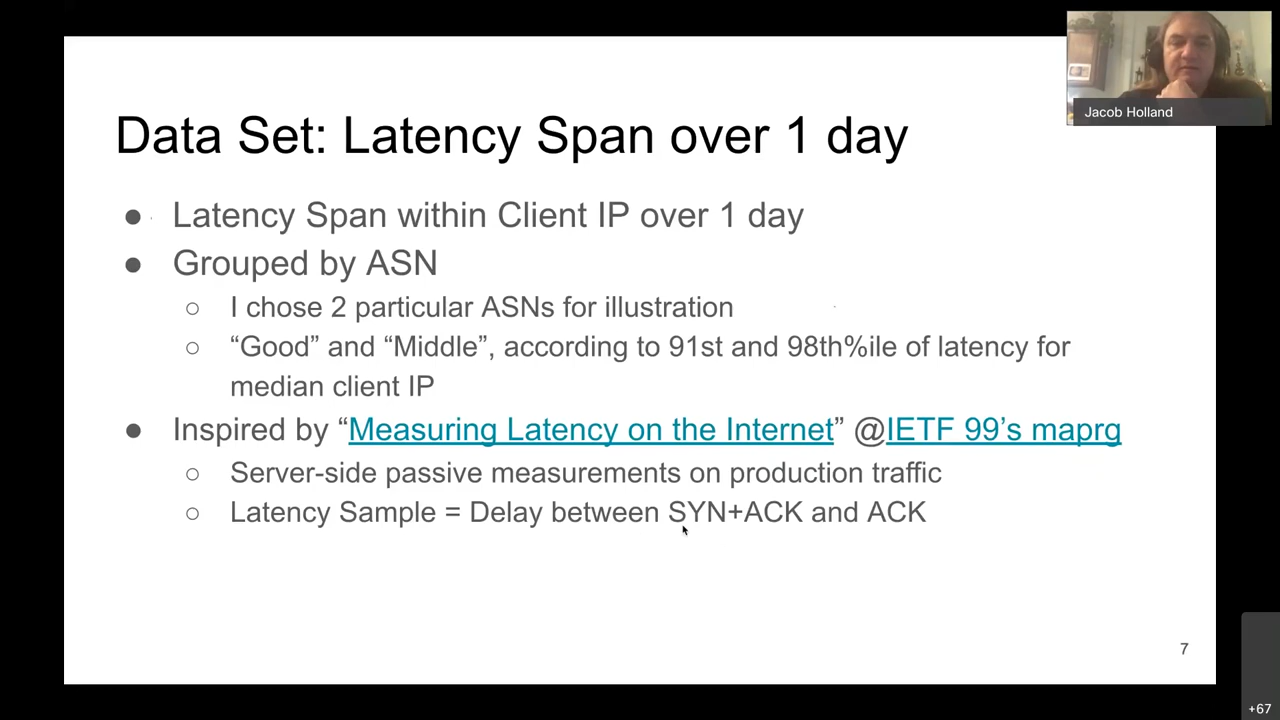 Jacob Holland
Data Set: Latency Span over 1 day
● Latency Span within Client IP over 1 day
● Grouped by ASN
○ I chose 2 particular ASNs for illustration
○ “Good” and “Middle”, according to 91st and 98th%ile of latency for
median client IP
● Inspired by “Measuring Latency on the Internet” @IETF 99’s maprg
○ Server-side passive measurements on production traffic
○ Latency Sample = Delay between SYN+ACK and ACK
7
+67